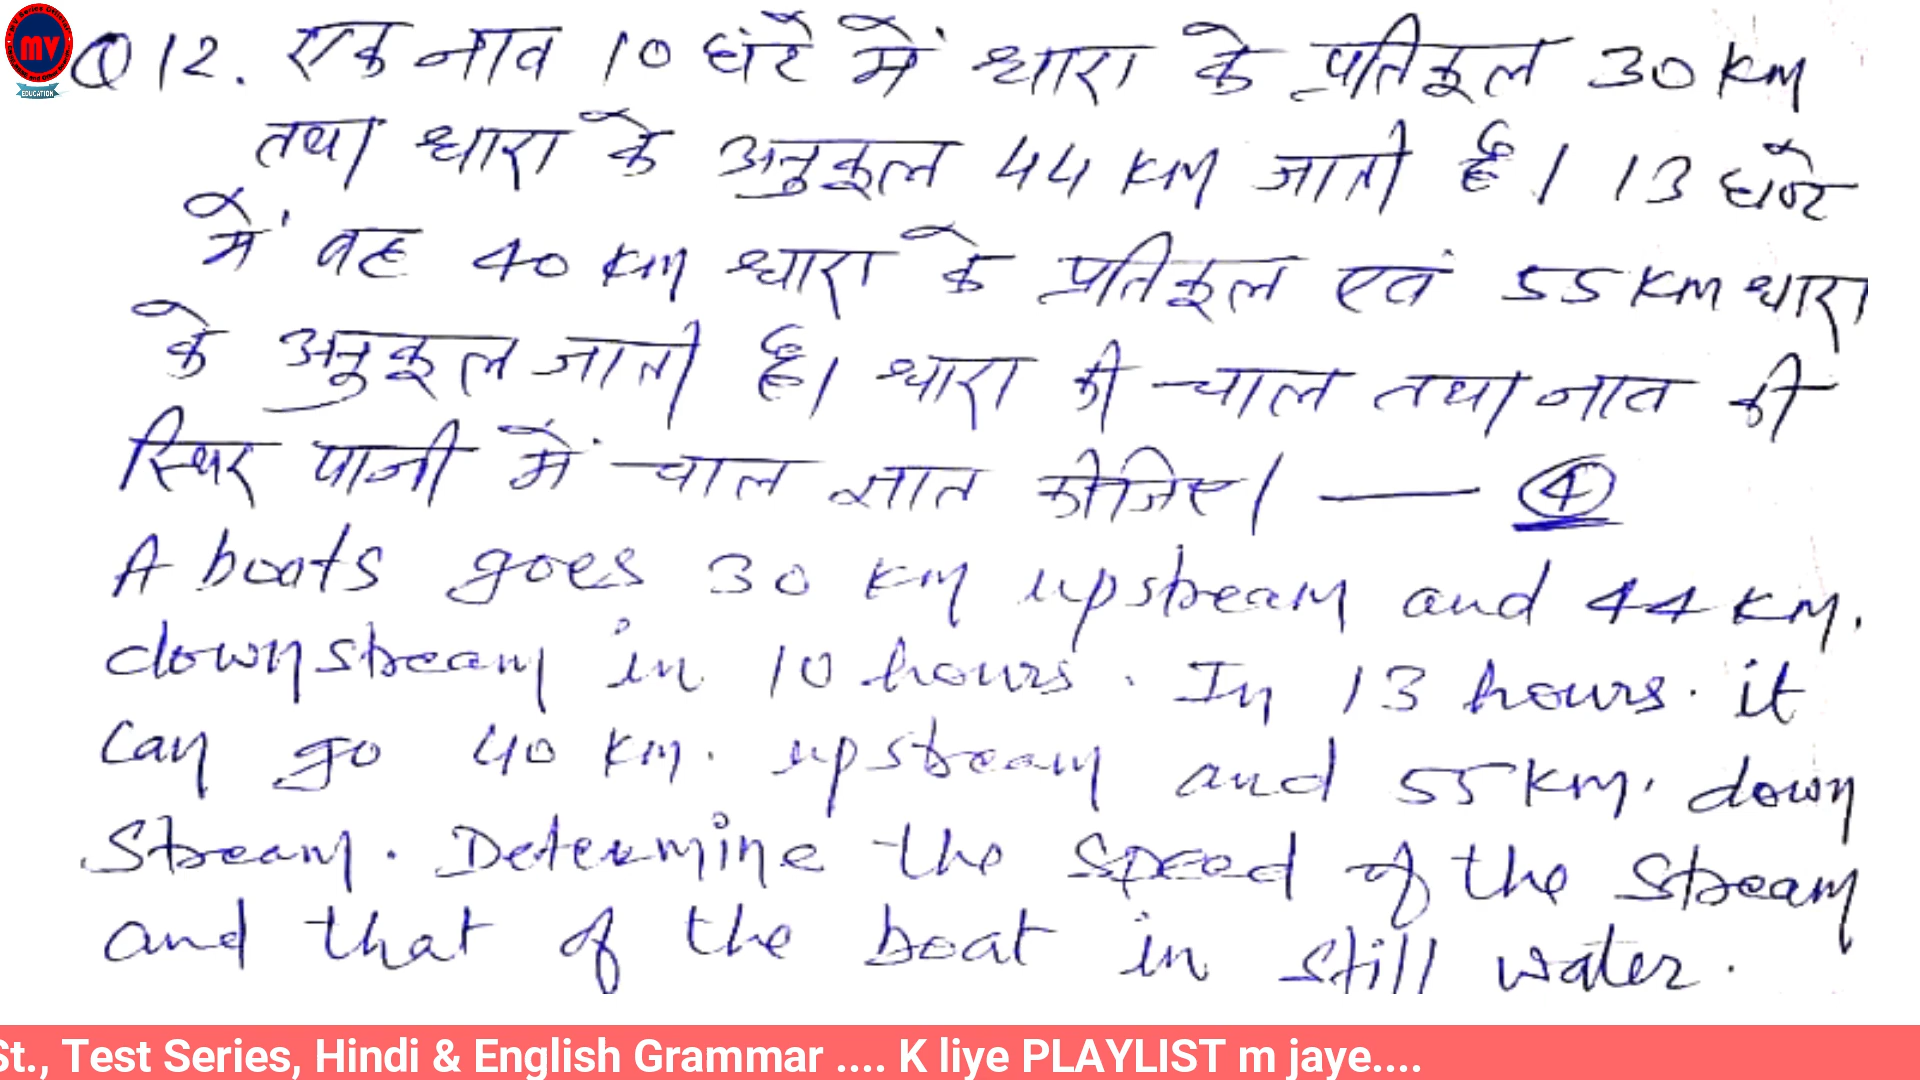 mv
EDUCATION
Q 12. एक नाव 10 घंटे में धारा के प्रतिकूल 30 KM
तथा धारा के अनुकूल 44 KM जाती है। 13 घण्टे
में वह 40 KM धारा के प्रतिकूल एवं 55 KM धारा
के अनुकूल जाती है। धारा की चाल तथा नाव की
स्थिर पानी में चाल ज्ञात कीजिए। — 4
A boats goes 30 KM upstream and 44 KM.
downstream in 10 hours. In 13 hours. it
can go 40 KM. upstream and 55 KM. down
stream. Determine the speed of the stream
and that of the boat in still water.
St., Test Series, Hindi & English Grammar .... K liye PLAYLIST m jaye....